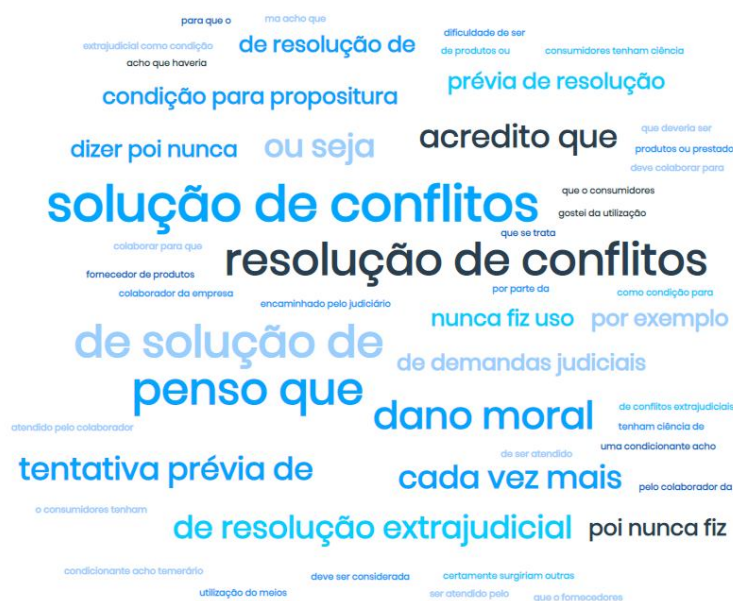 para que o
ma acho que
dificuldade de ser
extrajudicial como condição
de resolução de
de produtos ou
consumidores tenham ciência
acho que haveria
prévia de resolução
condição para propositura
acredito que
que deveria ser
dizer poi nunca
ou seja
produtos ou prestado
deve colaborar para
solução de conflitos
que o consumidores
gostei da utilização
que se trata
colaborar para que
resolução de conflitos
fornecedor de produtos
colaborador da empresa
por parte da
como condição para
encaminhado pelo judiciário
nunca fiz uso
por exemplo
de solução de
de demandas judiciais
penso que
dano moral
de conflitos extrajudiciais
atendido pelo colaborador
tenham ciência de
uma condicionante acho
de ser atendido
tentativa prévia de
cada vez mais
pelo colaborador da
o consumidores tenham
de resolução extrajudicial
poi nunca fiz
condicionante acho temerário
deve ser considerada
certamente surgiriam outras
utilização do meios
ser atendido pelo
que o fornecedores